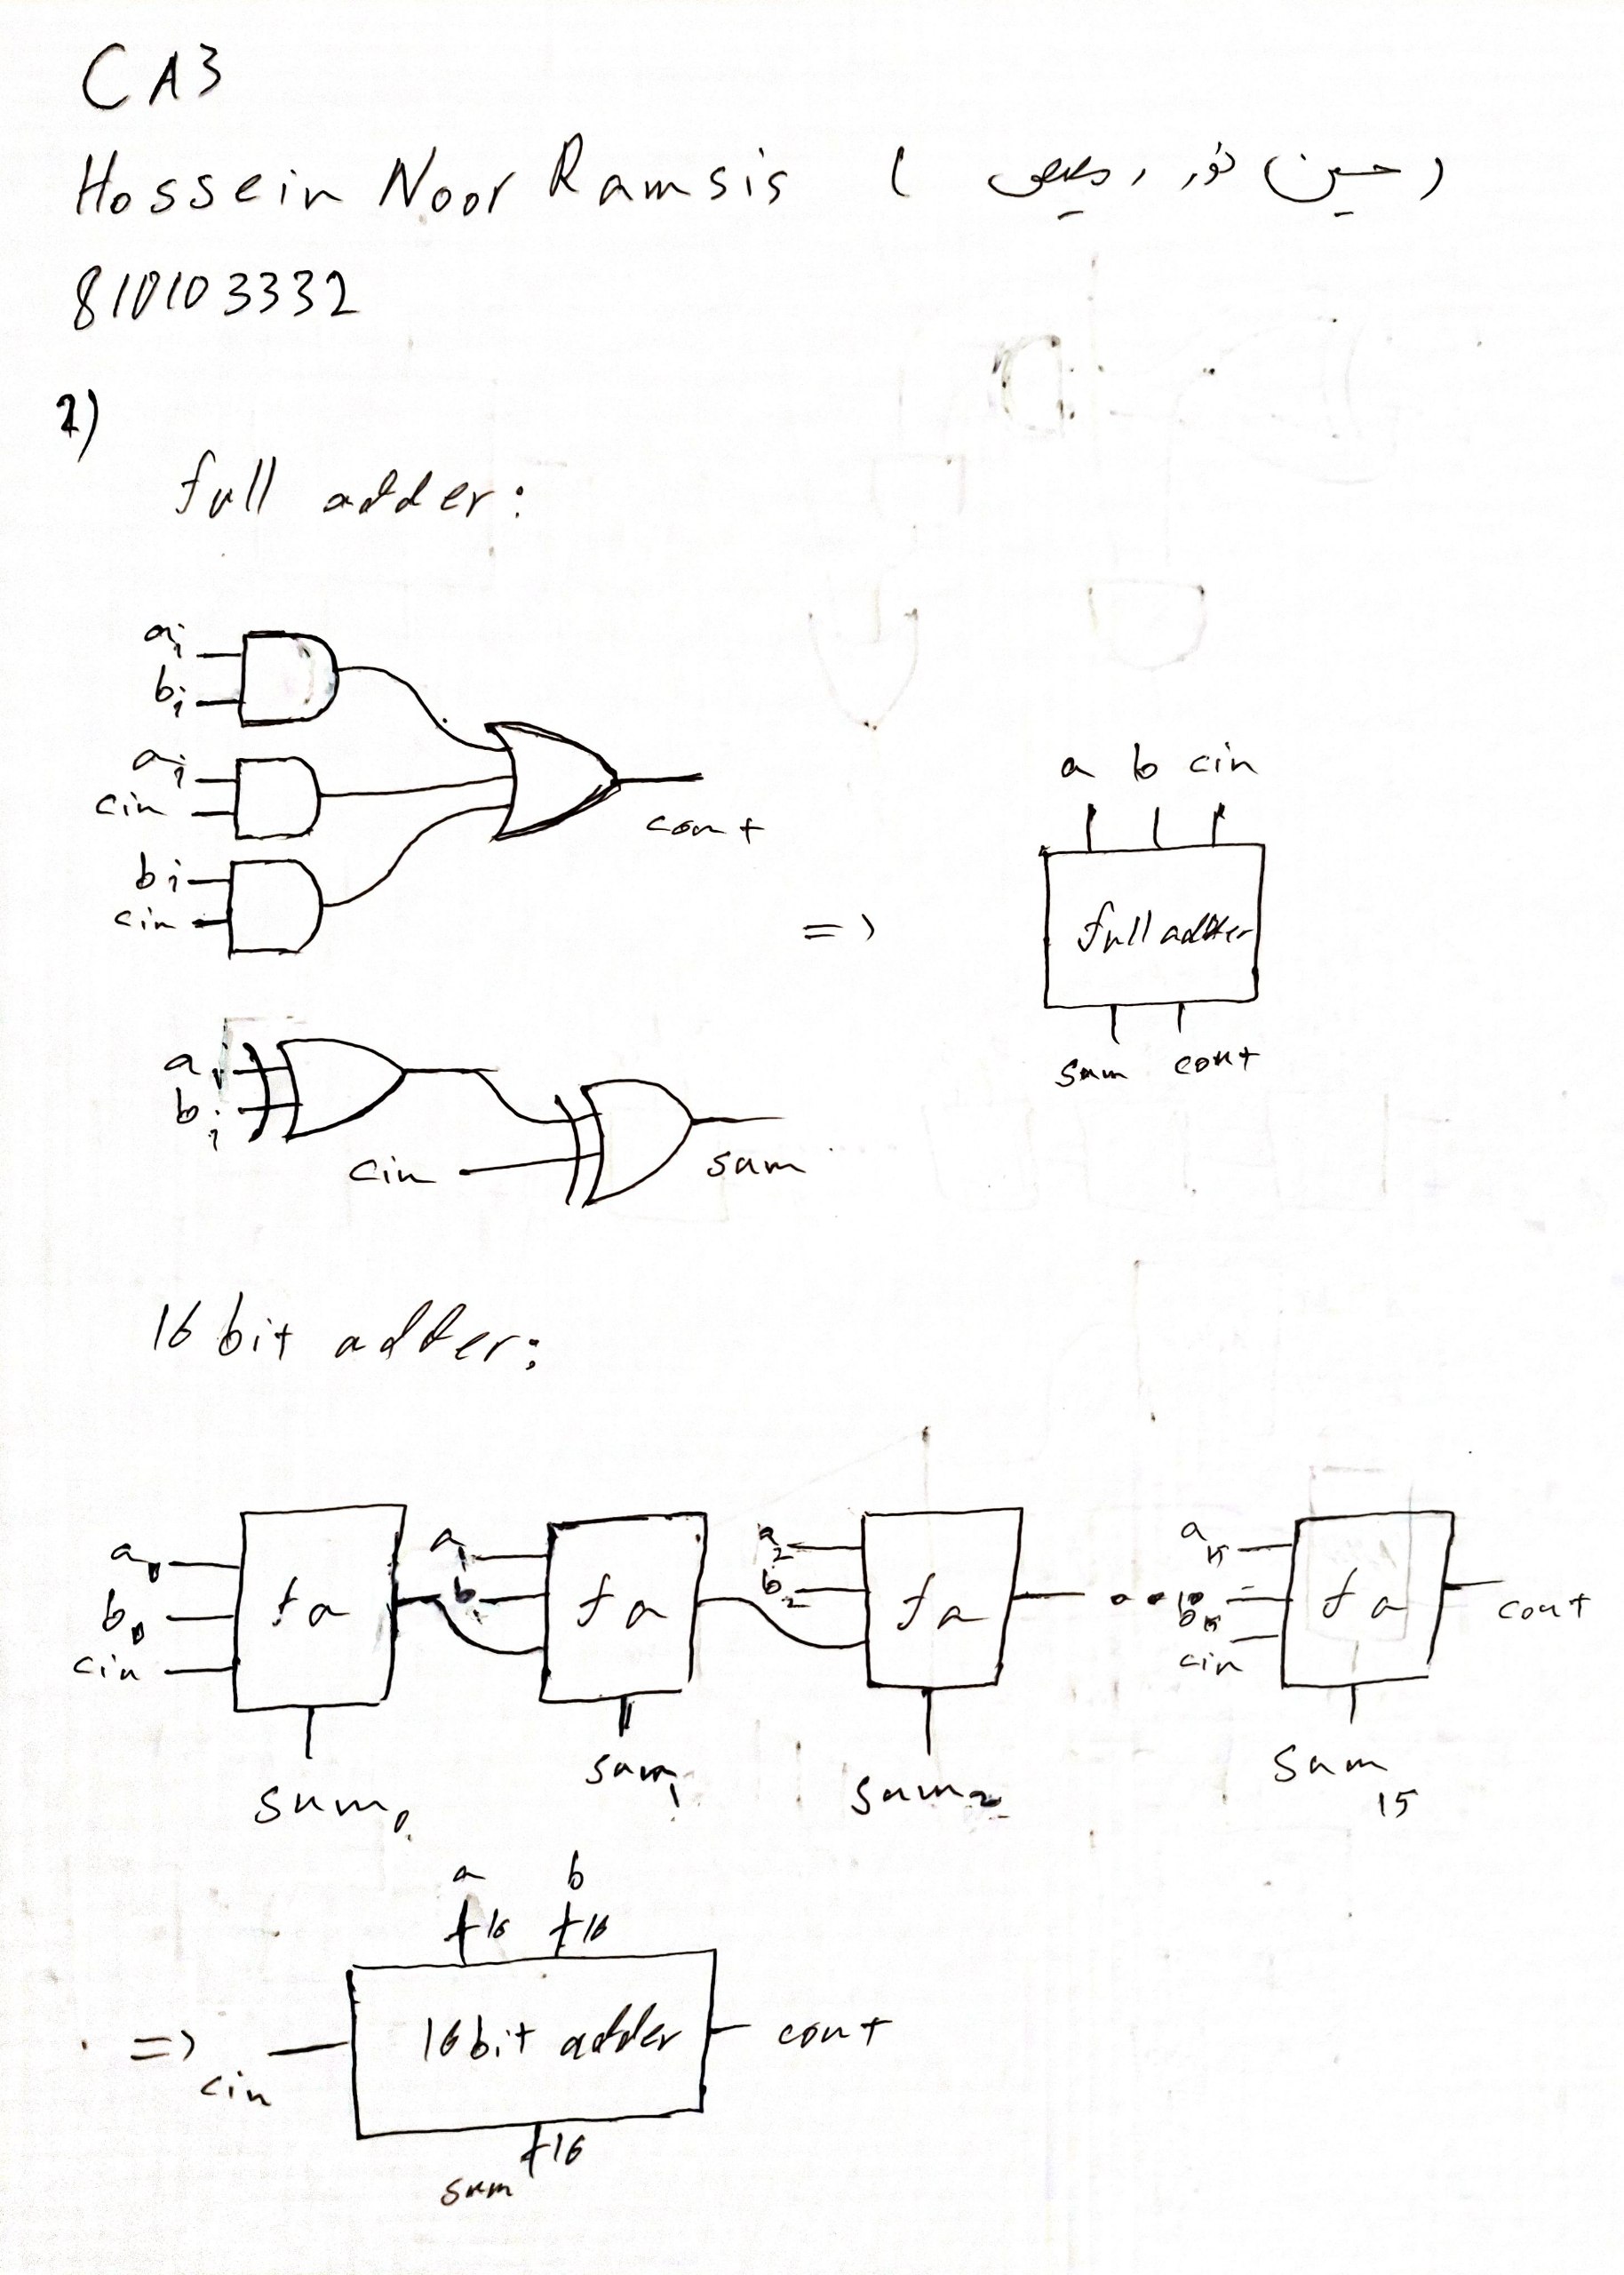 CA3
Hossein Noor Ramsis (حسین نور رمسیس)
810103332
1)
full adder:
ai
bi
ai
cin
bi
cin
cout
a b cin
full adder
sum cout
ai
bi
cin
sum
16 bit adder:
a0
b0
cin
fa
sum0
a1
b1
fa
sum1
a2
b2
fa
sum2
a15
b15
cin
fa
cout
sum15
a b
16 16
=> cin 16bit adder cout
16
sum